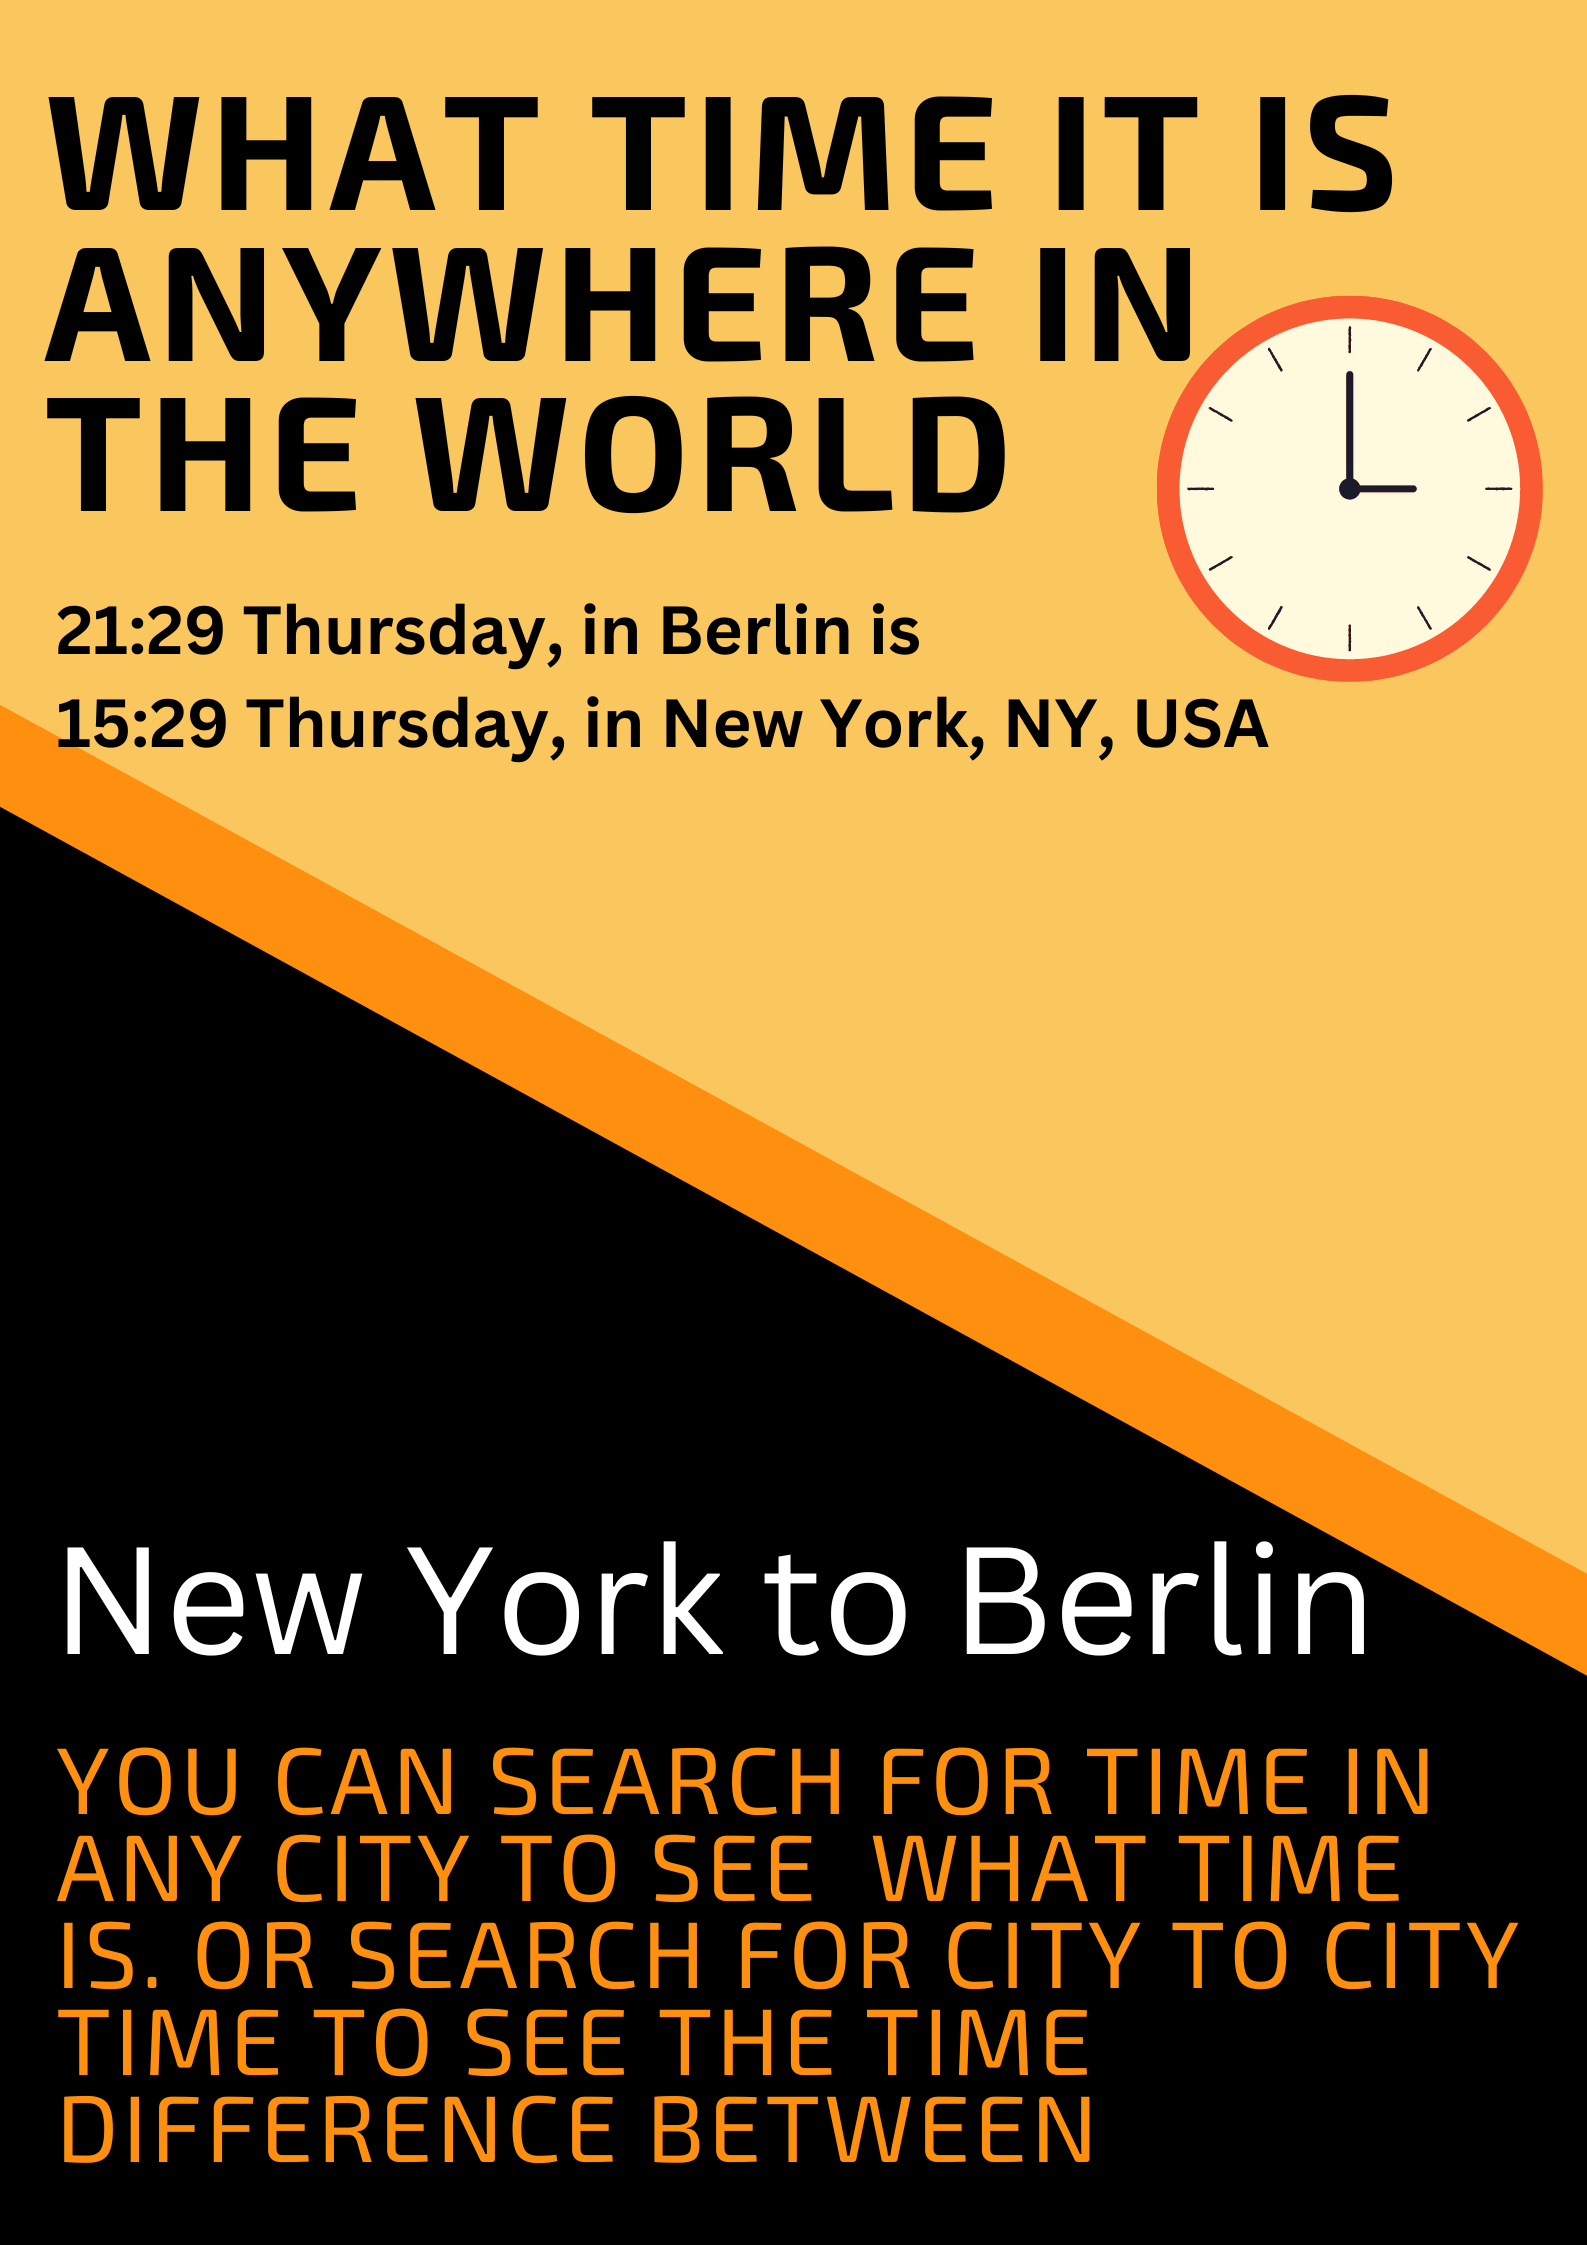 WHAT TIME IT IS
ANYWHERE IN
THE WORLD
21:29 Thursday, in Berlin is
15:29 Thursday, in New York, NY, USA
New York to Berlin
YOU CAN SEARCH FOR TIME IN
ANY CITY TO SEE  WHAT TIME
IS. OR SEARCH FOR CITY TO CITY
TIME TO SEE THE TIME
DIFFERENCE BETWEEN